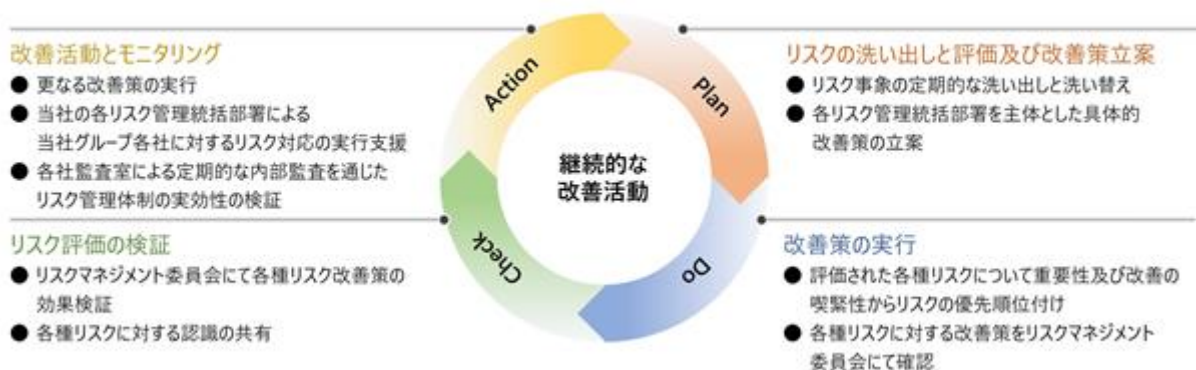 改善活動とモニタリング
● 更なる改善策の実行
● 当社の各リスク管理統括部署による
当社グループ各社に対するリスク対応の実行支援
● 各社監査室による定期的な内部監査を通じた
リスク管理体制の実効性の検証
リスクの洗い出しと評価及び改善策立案
● リスク事象の定期的な洗い出しと洗い替え
● 各リスク管理統括部署を主体とした具体的
改善策の立案
Action
Plan
継続的な
改善活動
Check
Do
リスク評価の検証
● リスクマネジメント委員会にて各種リスク改善策の
効果検証
● 各種リスクに対する認識の共有
改善策の実行
● 評価された各種リスクについて重要性及び改善の
喫緊性からリスクの優先順位付け
● 各種リスクに対する改善策をリスクマネジメント
委員会にて確認